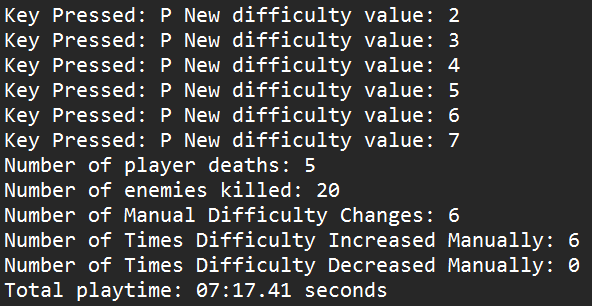 Key Pressed: P New difficulty value: 2
Key Pressed: P New difficulty value: 3
Key Pressed: P New difficulty value: 4
Key Pressed: P New difficulty value: 5
Key Pressed: P New difficulty value: 6
Key Pressed: P New difficulty value: 7
Number of player deaths: 5
Number of enemies killed: 20
Number of Manual Difficulty Changes: 6
Number of Times Difficulty Increased Manually: 6
Number of Times Difficulty Decreased Manually: 0
Total playtime: 07:17.41 seconds